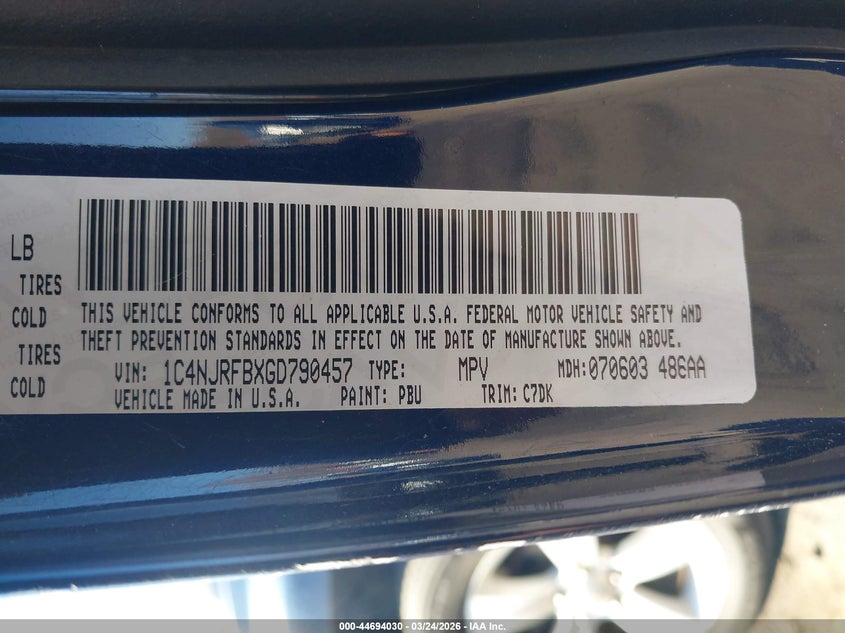 LB
TIRES
COLD
TIRES
COLD
THIS VEHICLE CONFORMS TO ALL APPLICABLE U.S.A. FEDERAL MOTOR VEHICLE SAFETY AND
THEFT PREVENTION STANDARDS IN EFFECT ON THE DATE OF MANUFACTURE SHOWN ABOVE.
VIN: 1C4NJRFBXGD790457 TYPE: MPV MDH:070603 486AA
VEHICLE MADE IN U.S.A. PAINT: PBU TRIM: C7DK
000-44694030 - 03/24/2026 - IAA Inc.